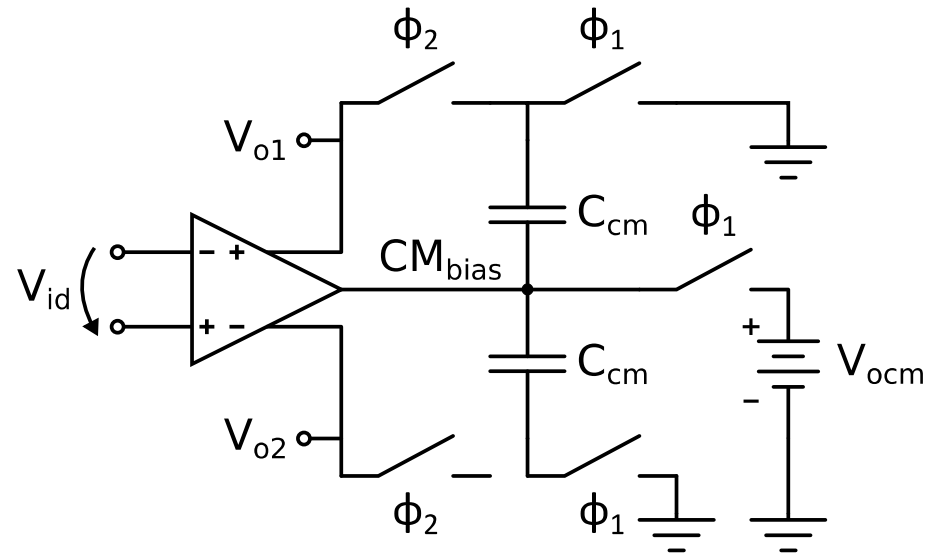 ϕ2 ϕ1
Vo1
Ccm ϕ1
− + CMbias
Vid
+ − + Ccm Vocm
-
Vo2
ϕ2 ϕ1